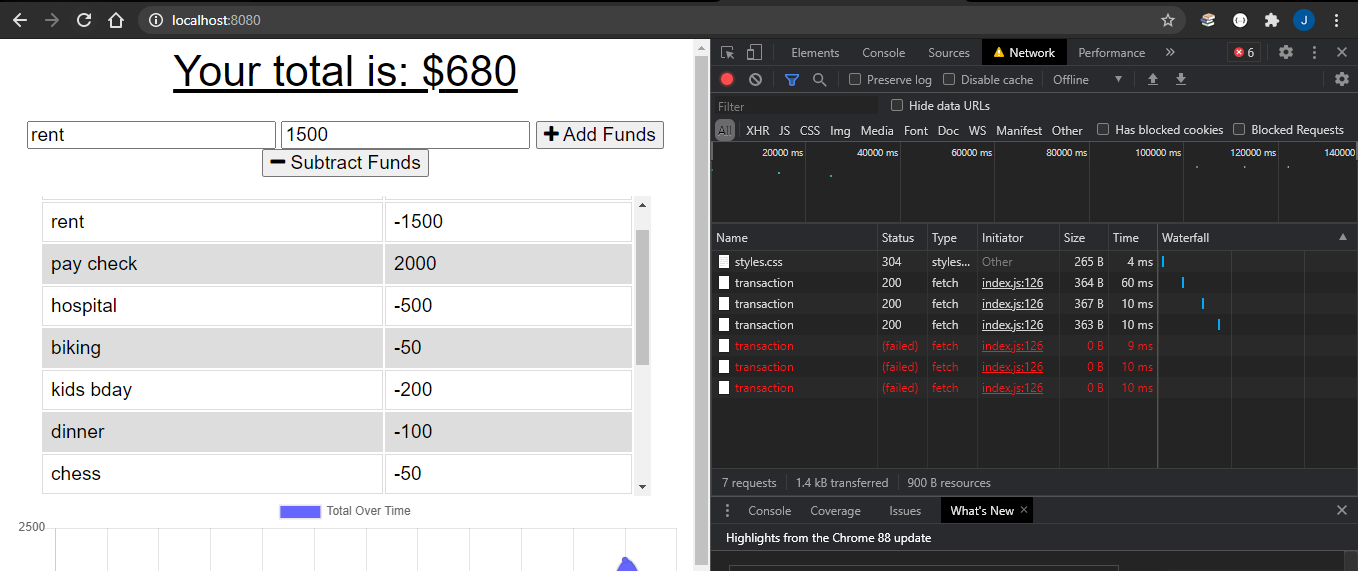 localhost:8080
J
Your total is: $680
rent 1500 Add Funds
Subtract Funds
rent -1500
pay check 2000
hospital -500
biking -50
kids bday -200
dinner -100
chess -50
Total Over Time
2500
Elements Console Sources Network Performance 6
Preserve log Disable cache Offline
Filter Hide data URLs
All XHR JS CSS Img Media Font Doc WS Manifest Other Has blocked cookies Blocked Requests
20000 ms 40000 ms 60000 ms 80000 ms 100000 ms 120000 ms 140000
Name Status Type Initiator Size Time Waterfall
styles.css 304 styles... Other 265 B 4 ms
transaction 200 fetch index.js:126 364 B 60 ms
transaction 200 fetch index.js:126 367 B 10 ms
transaction 200 fetch index.js:126 363 B 10 ms
transaction (failed) fetch index.js:126 0 B 9 ms
transaction (failed) fetch index.js:126 0 B 10 ms
transaction (failed) fetch index.js:126 0 B 10 ms
7 requests 1.4 kB transferred 900 B resources
Console Coverage Issues What's New
Highlights from the Chrome 88 update